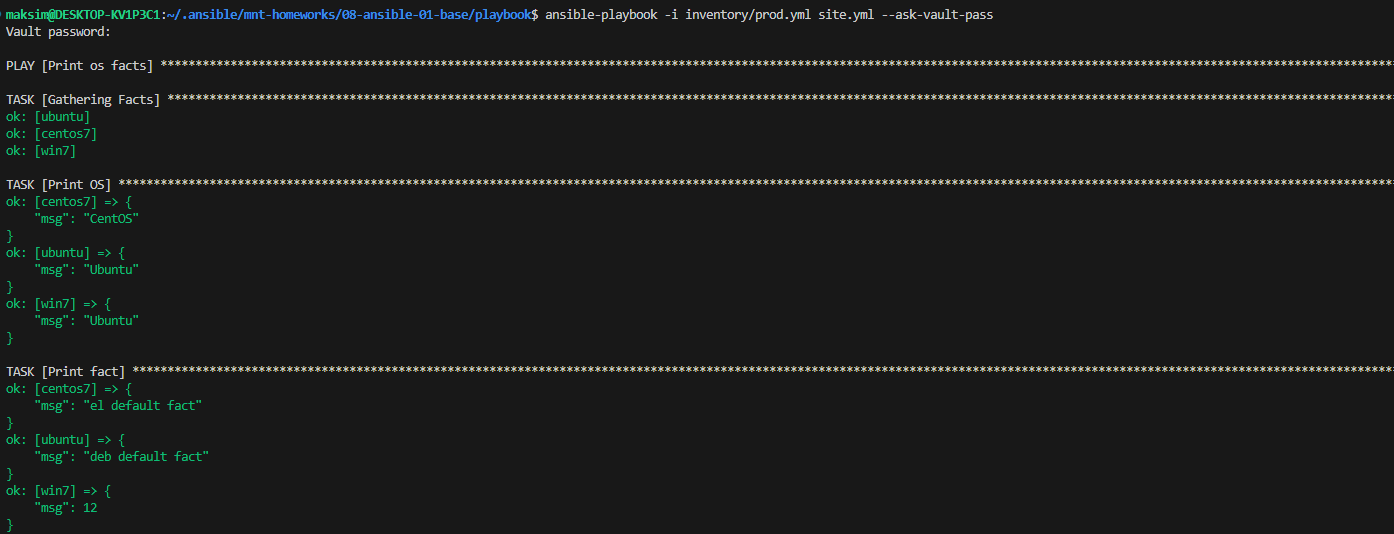 maksim@DESKTOP-KV1P3C1:~/.ansible/mnt-homeworks/08-ansible-01-base/playbook$ ansible-playbook -i inventory/prod.yml site.yml --ask-vault-pass
Vault password:
PLAY [Print os facts] ****************************************************************************************************************************************************************************
TASK [Gathering Facts] ***************************************************************************************************************************************************************************
ok: [ubuntu]
ok: [centos7]
ok: [win7]
TASK [Print OS] **********************************************************************************************************************************************************************************
ok: [centos7] => {
    "msg": "CentOS"
}
ok: [ubuntu] => {
    "msg": "Ubuntu"
}
ok: [win7] => {
    "msg": "Ubuntu"
}
TASK [Print fact] ********************************************************************************************************************************************************************************
ok: [centos7] => {
    "msg": "el default fact"
}
ok: [ubuntu] => {
    "msg": "deb default fact"
}
ok: [win7] => {
    "msg": 12
}